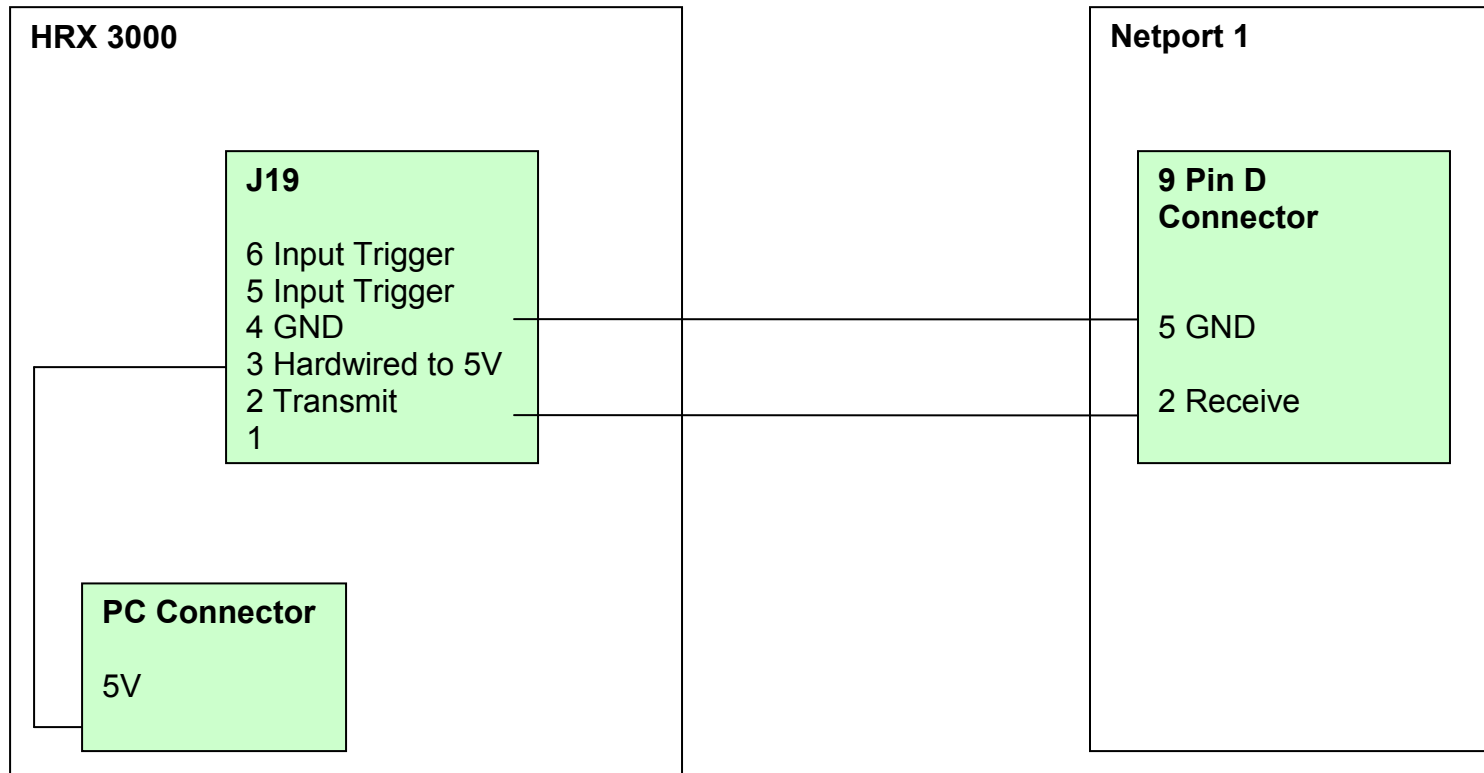 HRX 3000
Netport 1
J19
6 Input Trigger
5 Input Trigger
4 GND
3 Hardwired to 5V
2 Transmit
1
9 Pin D
Connector
5 GND
2 Receive
PC Connector
5V